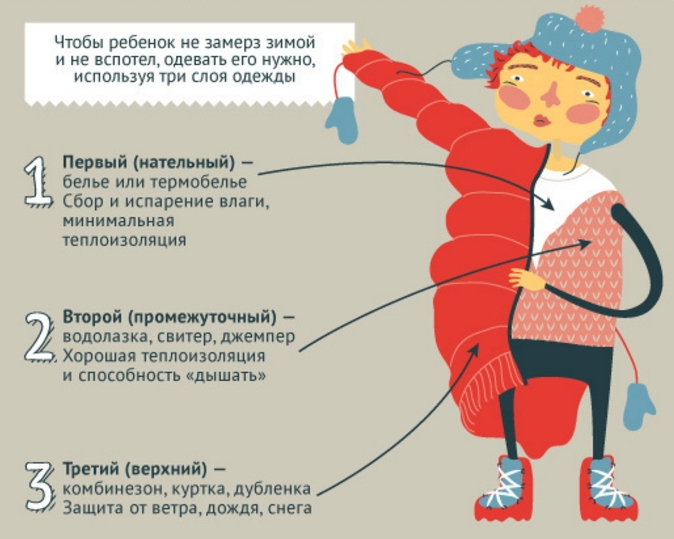 Чтобы ребенок не замерз зимой
и не вспотел, одевать его нужно,
используя три слоя одежды
1
Первый (нательный) —
белье или термобелье
Сбор и испарение влаги,
минимальная
теплоизоляция
2
Второй (промежуточный) —
водолазка, свитер, джемпер
Хорошая теплоизоляция
и способность «дышать»
3
Третий (верхний) —
комбинезон, куртка, дубленка
Защита от ветра, дождя, снега